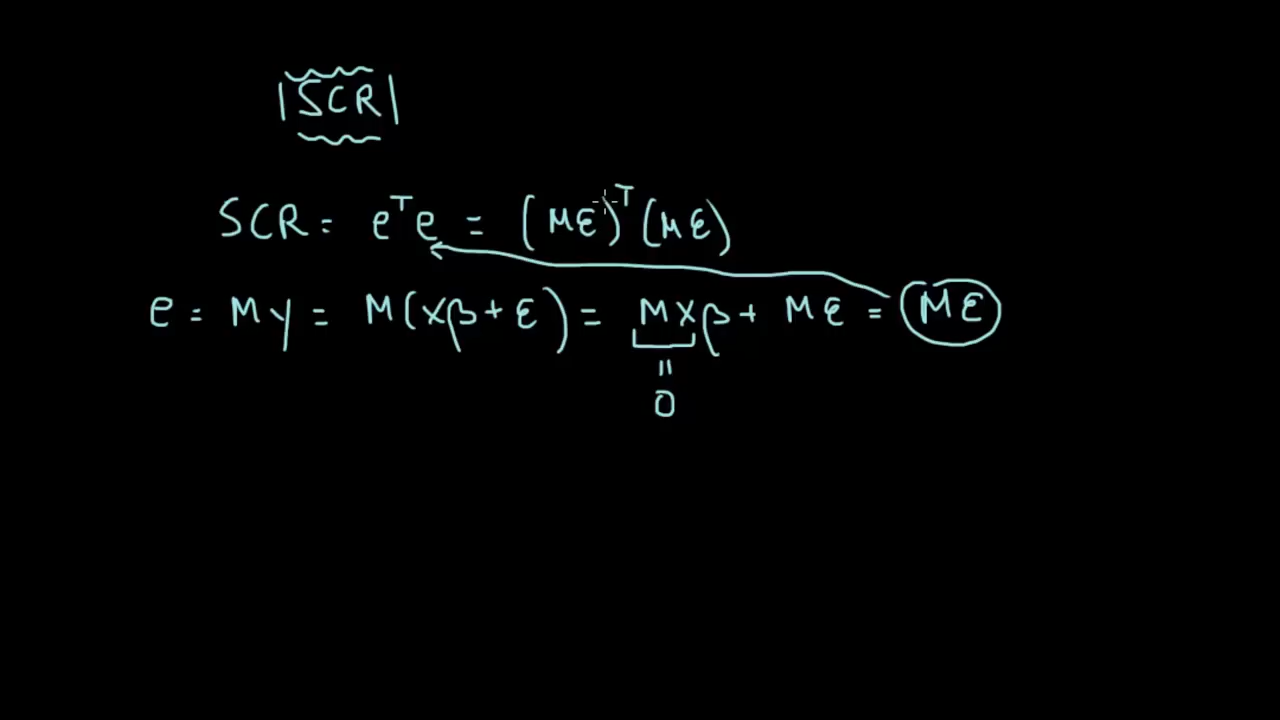 |SCR|
SCR = eᵀe = (Mε)ᵀ(Mε)
e = My = M(Xβ + ε) = MXβ + Mε = Mε
=
0